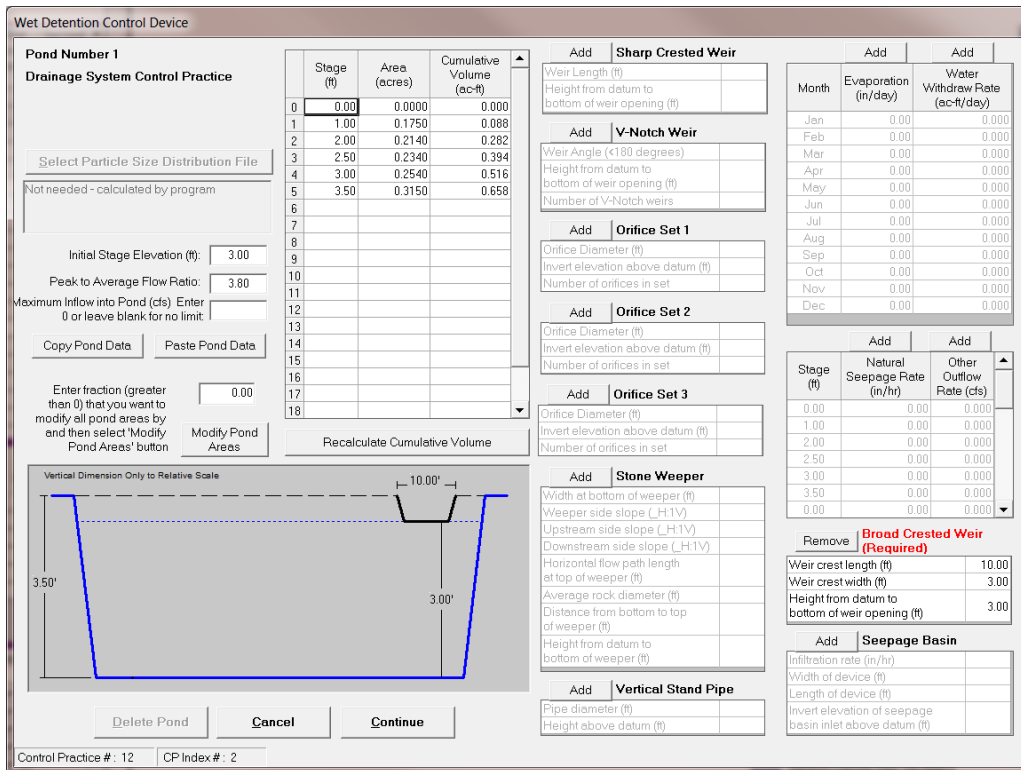 Wet Detention Control Device
Pond Number 1
Drainage System Control Practice
Select Particle Size Distribution File
Not needed - calculated by program
Initial Stage Elevation (ft): 3.00
Peak to Average Flow Ratio: 3.80
Maximum Inflow into Pond (cfs) Enter
0 or leave blank for no limit:
Copy Pond Data Paste Pond Data
Enter fraction (greater 0.00
than 0) that you want to
modify all pond areas by
and then select 'Modify
Pond Areas' button
Modify Pond
Areas
Stage
(ft)
Area
(acres)
Cumulative
Volume
(ac-ft)
0 0.00 0.0000 0.000
1 1.00 0.1750 0.088
2 2.00 0.2140 0.282
3 2.50 0.2340 0.394
4 3.00 0.2540 0.516
5 3.50 0.3150 0.658
6
7
8
9
10
11
12
13
14
15
16
17
18
Recalculate Cumulative Volume
Vertical Dimension Only to Relative Scale
10.00'
3.50'
3.00'
Delete Pond Cancel Continue
Control Practice # : 12 CP Index # : 2
Add Sharp Crested Weir
Weir Length (ft)
Height from datum to
bottom of weir opening (ft)
Add V-Notch Weir
Weir Angle (<180 degrees)
Height from datum to
bottom of weir opening (ft)
Number of V-Notch weirs
Add Orifice Set 1
Orifice Diameter (ft)
Invert elevation above datum (ft)
Number of orifices in set
Add Orifice Set 2
Orifice Diameter (ft)
Invert elevation above datum (ft)
Number of orifices in set
Add Orifice Set 3
Orifice Diameter (ft)
Invert elevation above datum (ft)
Number of orifices in set
Add Stone Weeper
Width at bottom of weeper (ft)
Weeper side slope (_H:1V)
Upstream side slope (_H:1V)
Downstream side slope (_H:1V)
Horizontal flow path length
at top of weeper (ft)
Average rock diameter (ft)
Distance from bottom to top
of weeper (ft)
Height from datum to
bottom of weeper (ft)
Add Vertical Stand Pipe
Pipe diameter (ft)
Height above datum (ft)
Add Add
Month
Evaporation
(in/day)
Water
Withdraw Rate
(ac-ft/day)
Jan 0.00 0.000
Feb 0.00 0.000
Mar 0.00 0.000
Apr 0.00 0.000
May 0.00 0.000
Jun 0.00 0.000
Jul 0.00 0.000
Aug 0.00 0.000
Sep 0.00 0.000
Oct 0.00 0.000
Nov 0.00 0.000
Dec 0.00 0.000
Add Add
Stage
(ft)
Natural
Seepage Rate
(in/hr)
Other
Outflow
Rate (cfs)
0.00 0.00 0.000
1.00 0.00 0.000
2.00 0.00 0.000
2.50 0.00 0.000
3.00 0.00 0.000
3.50 0.00 0.000
0.00 0.00 0.000
Remove Broad Crested Weir
(Required)
Weir crest length (ft) 10.00
Weir crest width (ft) 3.00
Height from datum to
bottom of weir opening (ft) 3.00
Add Seepage Basin
Infiltration rate (in/hr)
Width of device (ft)
Length of device (ft)
Invert elevation of seepage
basin inlet above datum (ft)